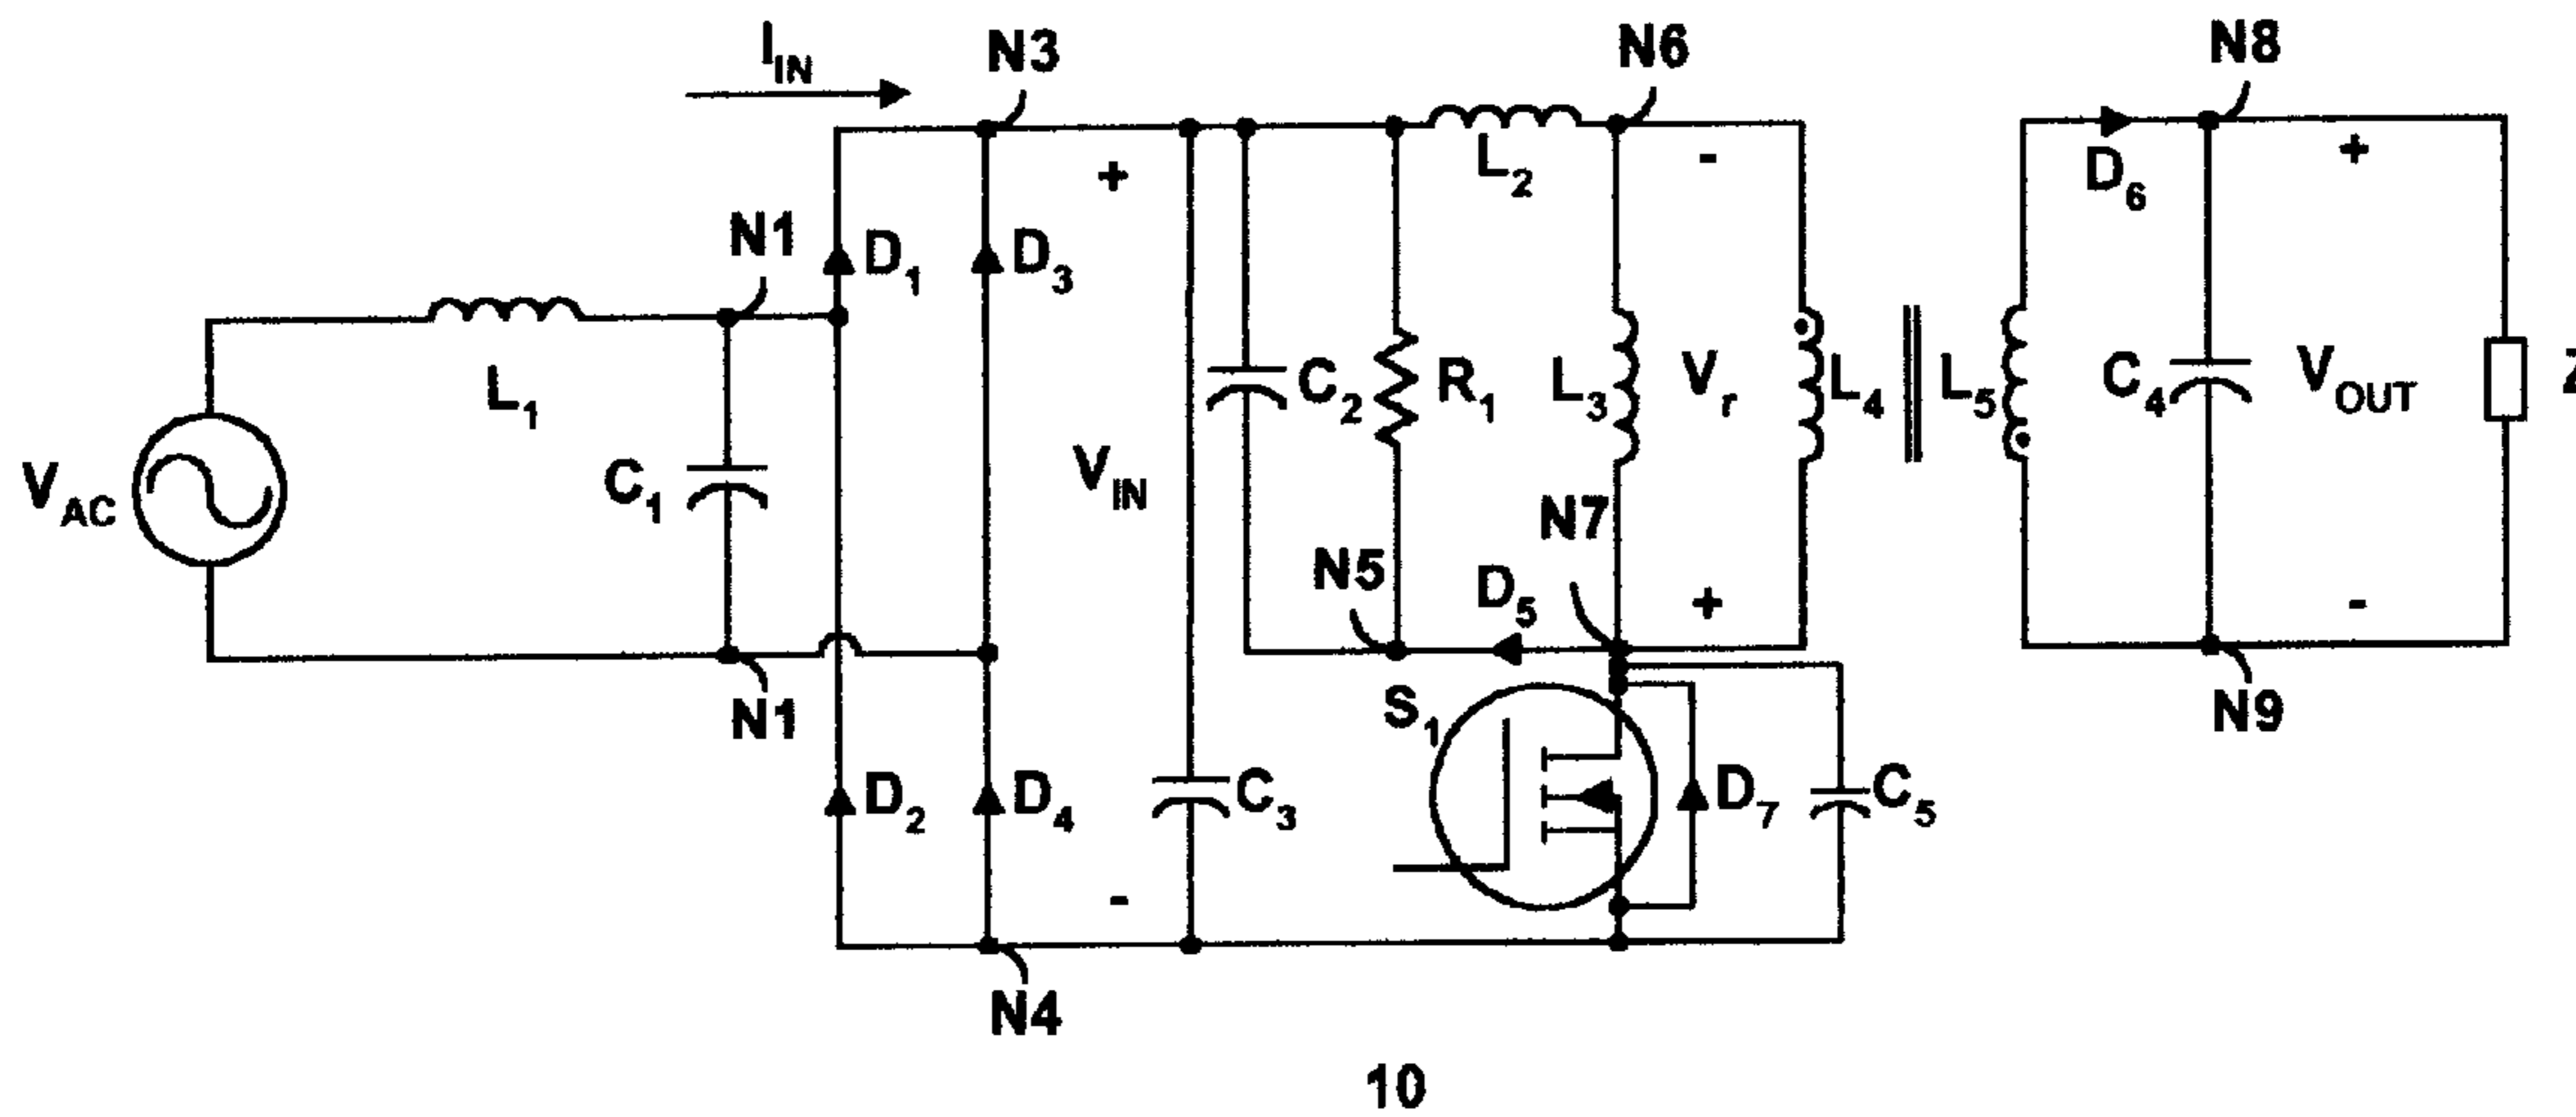 I_IN
N3
N6
N8
+
-
L_2
D_6
+
N1
D_1
D_3
L_1
C_2
R_1
L_3
V_r
L_4
L_5
C_4
V_OUT
Z
V_AC
C_1
V_IN
N7
N5
D_5
+
-
N1
S_1
N9
D_2
D_4
C_3
D_7
C_5
-
N4
10